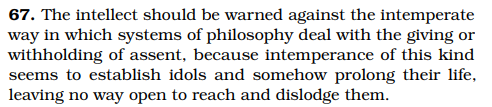 67. The intellect should be warned against the intemperate
way in which systems of philosophy deal with the giving or
withholding of assent, because intemperance of this kind
seems to establish idols and somehow prolong their life,
leaving no way open to reach and dislodge them.